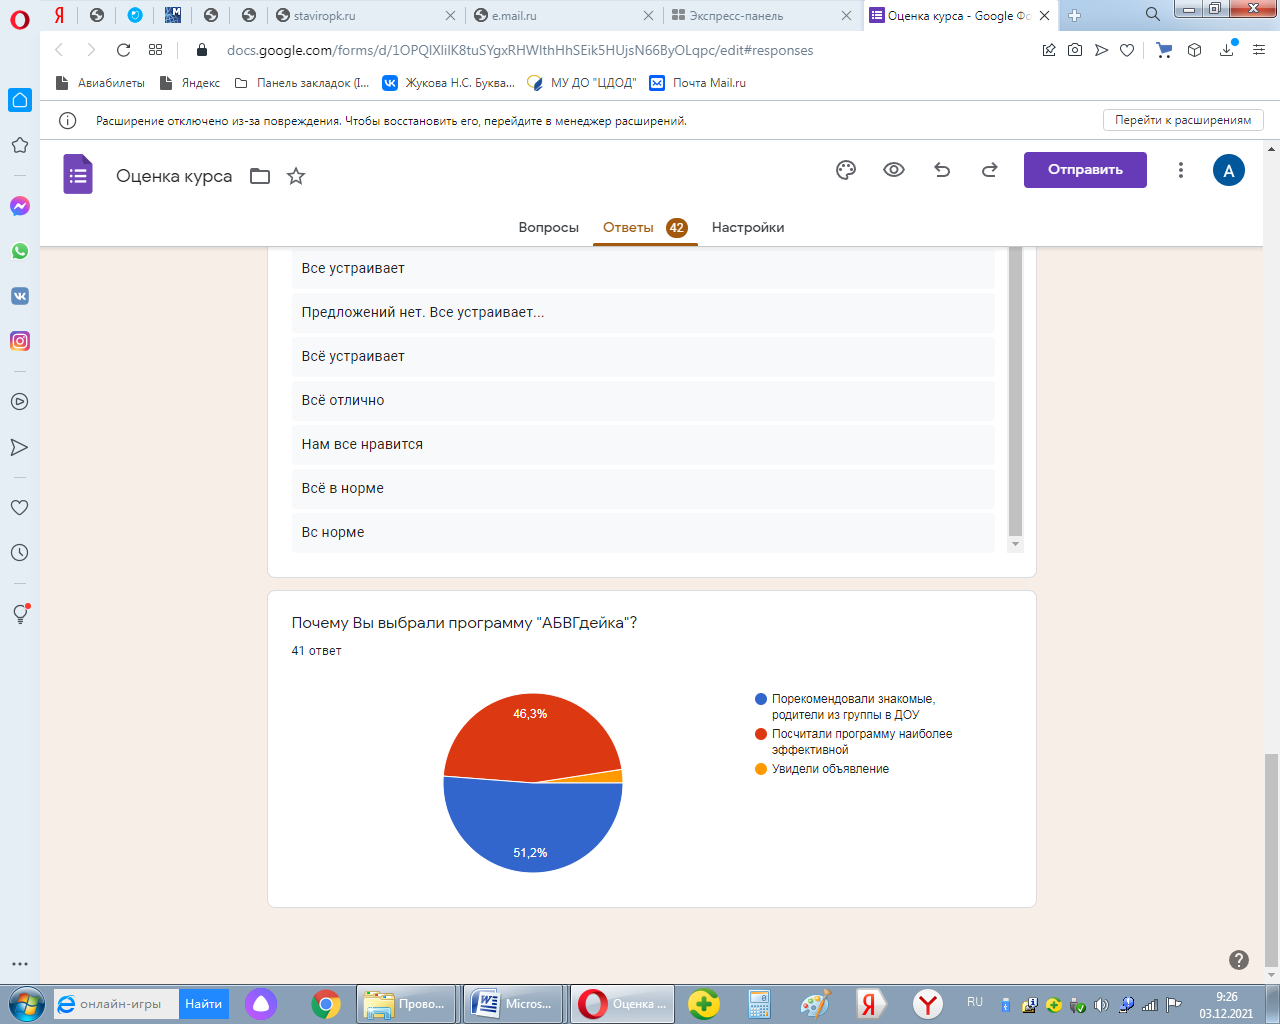 staviropk.ru
e.mail.ru
Экспресс-панель
Оценка курса - Google Фо
docs.google.com/forms/d/1OPQlXlilK8tuSYgxRHWlthHhSEik5HUjsN66ByOLqpc/edit#responses
Авиабилеты Яндекс Панель закладок (I... Жукова Н.С. Буква... МУ ДО "ЦДОД" Почта Mail.ru
Расширение отключено из-за повреждения. Чтобы восстановить его, перейдите в менеджер расширений.
Перейти к расширениям
Оценка курса
Отправить
А
Вопросы Ответы 42 Настройки
Все устраивает
Предложений нет. Все устраивает...
Всё устраивает
Всё отлично
Нам все нравится
Всё в норме
Вс норме
Почему Вы выбрали программу "АБВГдейка"?
41 ответ
46,3%
51,2%
Порекомендовали знакомые,
родители из группы в ДОУ
Посчитали программу наиболее
эффективной
Увидели объявление
онлайн-игры Найти
Прово...
Micros...
Оценка ...
RU
9:26
03.12.2021